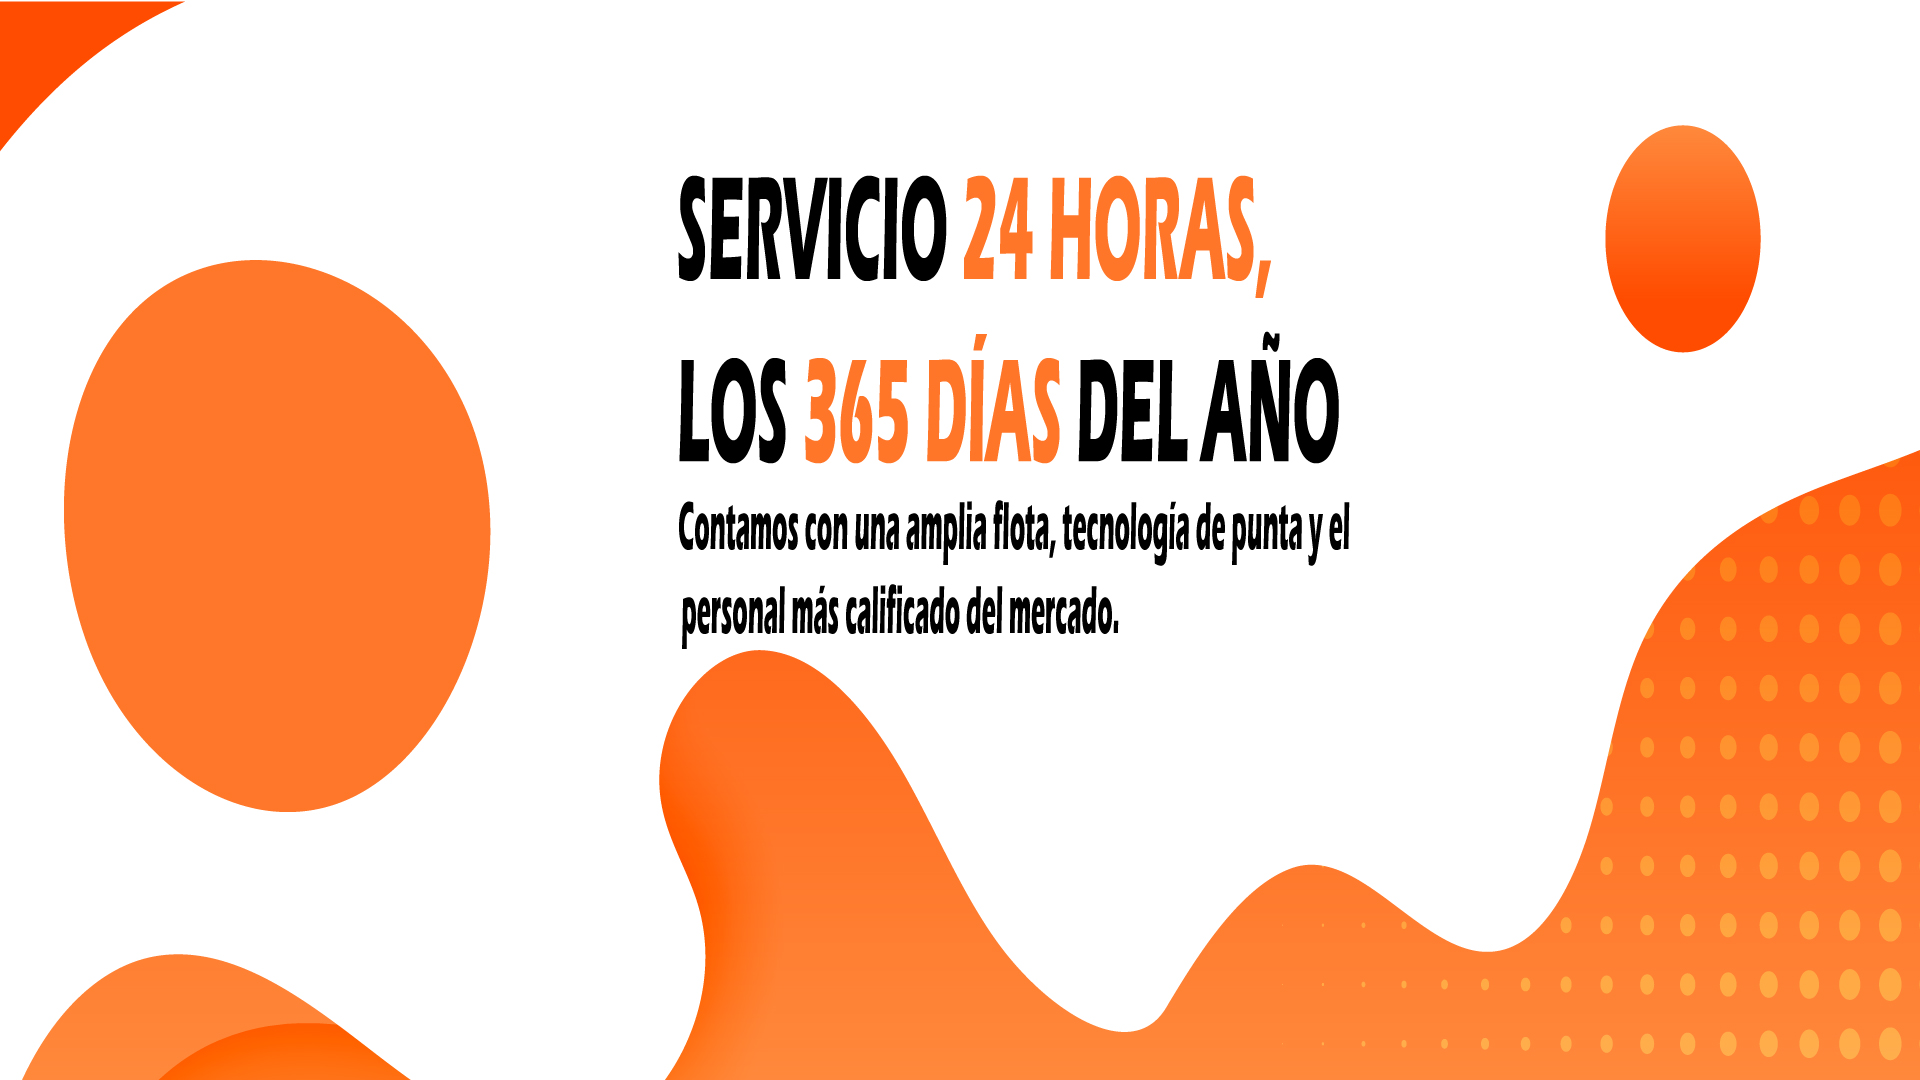 SERVICIO 24 HORAS,
LOS 365 DÍAS DEL AÑO
Contamos con una amplia flota, tecnología de punta y el
personal más calificado del mercado.